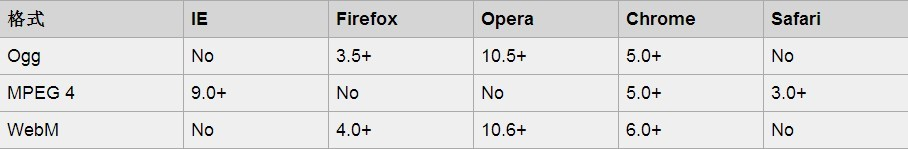 格式 IE Firefox Opera Chrome Safari
Ogg No 3.5+ 10.5+ 5.0+ No
MPEG 4 9.0+ No No 5.0+ 3.0+
WebM No 4.0+ 10.6+ 6.0+ No